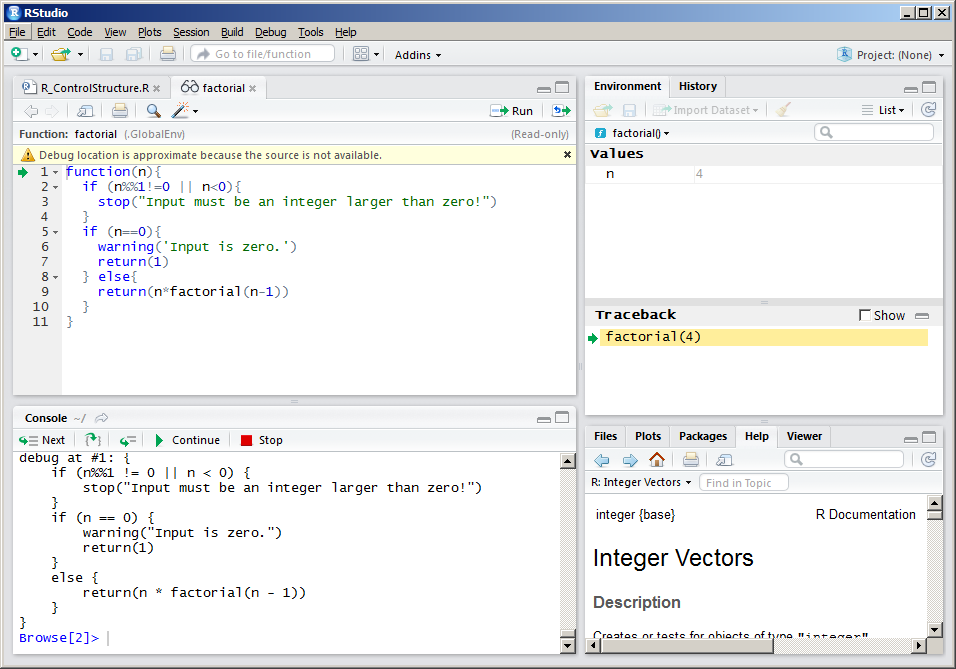 RStudio
File Edit Code View Plots Session Build Debug Tools Help
Go to file/function Addins Project: (None)
R_ControlStructure.R factorial
Run
Function: factorial (.GlobalEnv) (Read-only)
Debug location is approximate because the source is not available.
1 function(n){
2 if (n%%1!=0 || n<0){
3 stop("Input must be an integer larger than zero!")
4 }
5 if (n==0){
6 warning('Input is zero.')
7 return(1)
8 } else{
9 return(n*factorial(n-1))
10 }
11 }
Console ~/
Next Continue Stop
debug at #1: {
if (n%%1 != 0 || n < 0) {
stop("Input must be an integer larger than zero!")
}
if (n == 0) {
warning("Input is zero.")
return(1)
}
else {
return(n * factorial(n - 1))
}
}
Browse[2]>
Environment History
Import Dataset List
factorial()
Values
n 4
Traceback Show
factorial(4)
Files Plots Packages Help Viewer
R: Integer Vectors Find in Topic
integer {base} R Documentation
Integer Vectors
Description
Creates or tests for objects of type "integer"